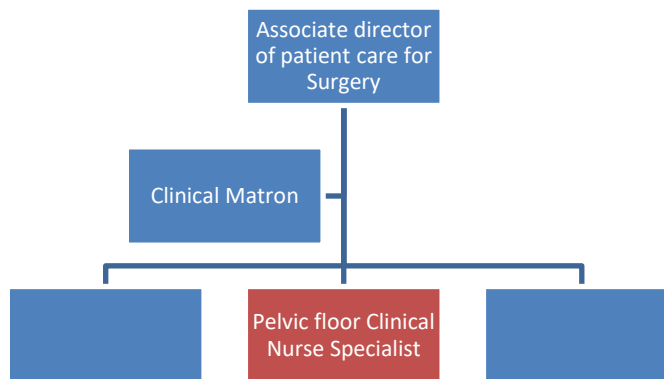 Associate director
of patient care for
Surgery
Clinical Matron
Pelvic floor Clinical
Nurse Specialist